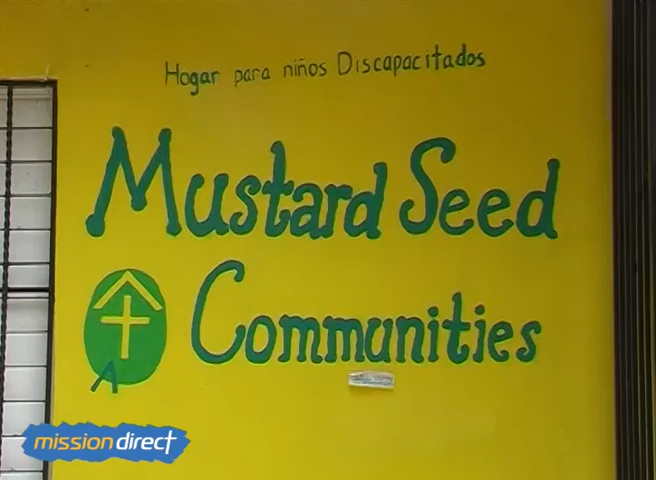 Hogar para niños Discapacitados
Mustard Seed
Communities
A
missiondirect